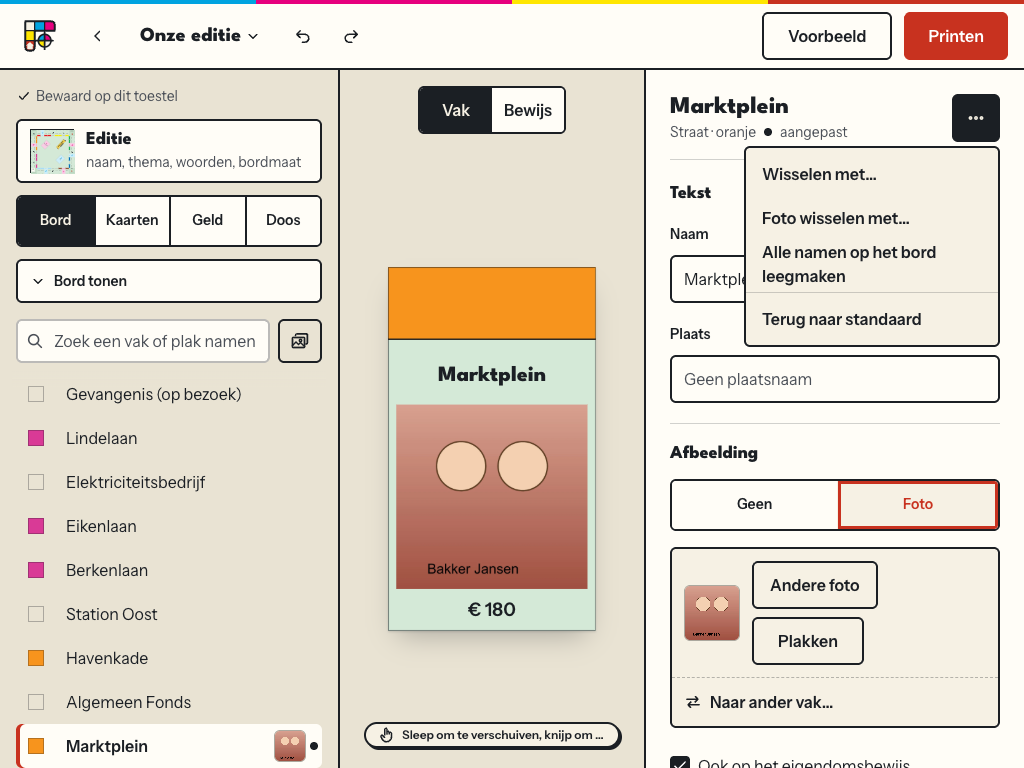 Onze editie
Voorbeeld
Printen
Bewaard op dit toestel
Editie
naam, thema, woorden, bordmaat
Bord
Kaarten
Geld
Doos
Bord tonen
Zoek een vak of plak namen
Gevangenis (op bezoek)
Lindelaan
Elektriciteitsbedrijf
Eikenlaan
Berkenlaan
Station Oost
Havenkade
Algemeen Fonds
Marktplein
Vak
Bewijs
Marktplein
Bakker Jansen
€ 180
Sleep om te verschuiven, knijp om ...
Marktplein
Straat · oranje ● aangepast
Wisselen met...
Foto wisselen met...
Alle namen op het bord
leegmaken
Terug naar standaard
Tekst
Naam
Marktple
Plaats
Geen plaatsnaam
Afbeelding
Geen
Foto
Andere foto
Plakken
Naar ander vak...
Ook op het eigendomsbewijs